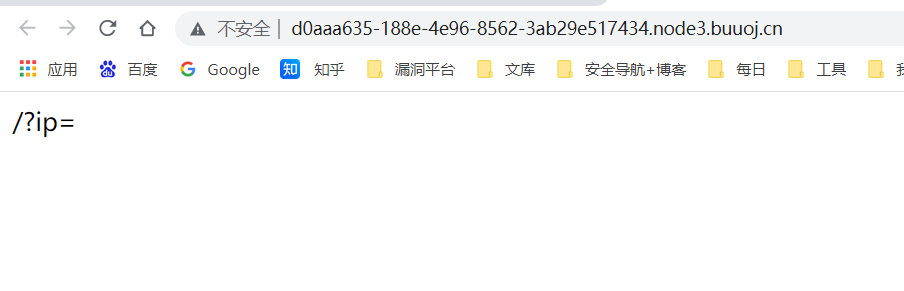 不安全 | d0aaa635-188e-4e96-8562-3ab29e517434.node3.buuoj.cn
应用 百度 Google 知 知乎 漏洞平台 文库 安全导航+博客 每日 工具
/?ip=